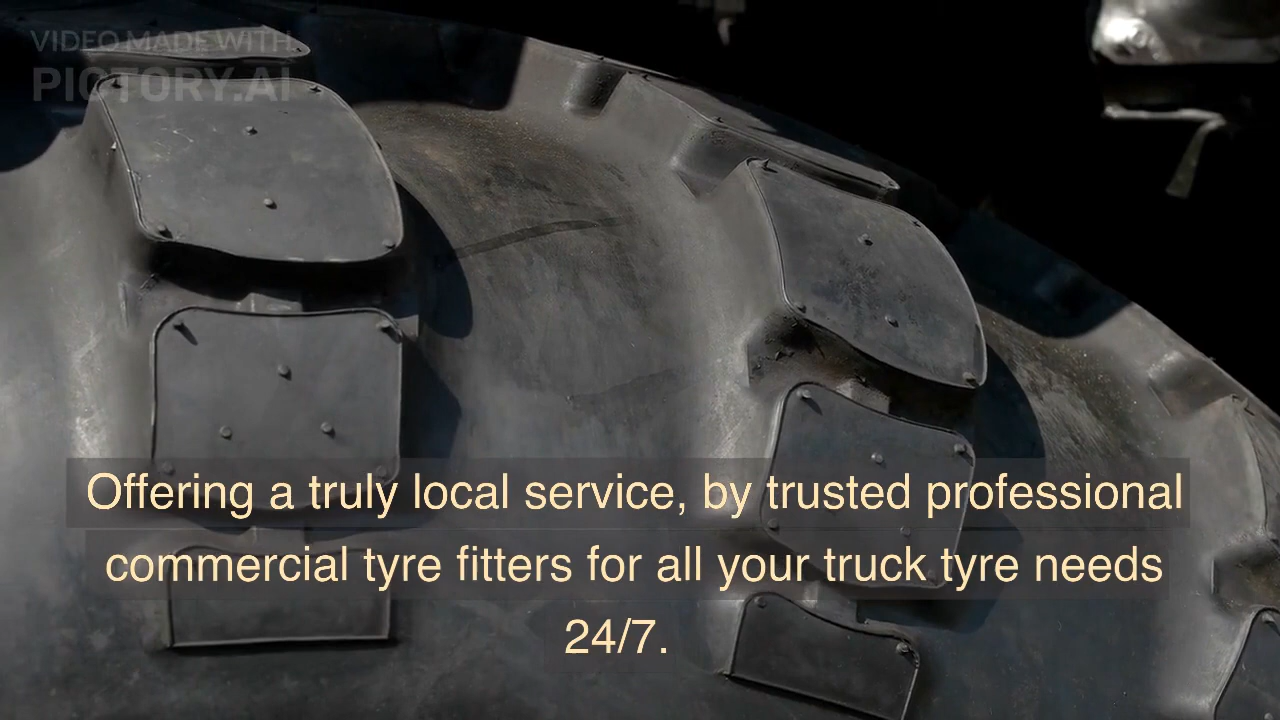 VIDEO MADE WITH
PICTORY.AI
Offering a truly local service, by trusted professional
commercial tyre fitters for all your truck tyre needs
24/7.